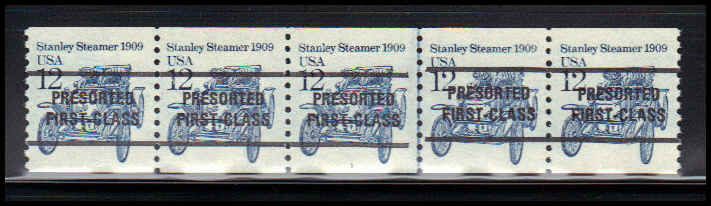 Stanley Steamer 1909 Stanley Steamer 1909 Stanley Steamer 1909 Stanley Steamer 1909 Stanley Steamer 1909
USA USA USA USA USA
12 12 12 12 12
PRESORTED PRESORTED PRESORTED PRESORTED PRESORTED
FIRST-CLASS FIRST-CLASS FIRST-CLASS FIRST-CLASS FIRST-CLASS
1